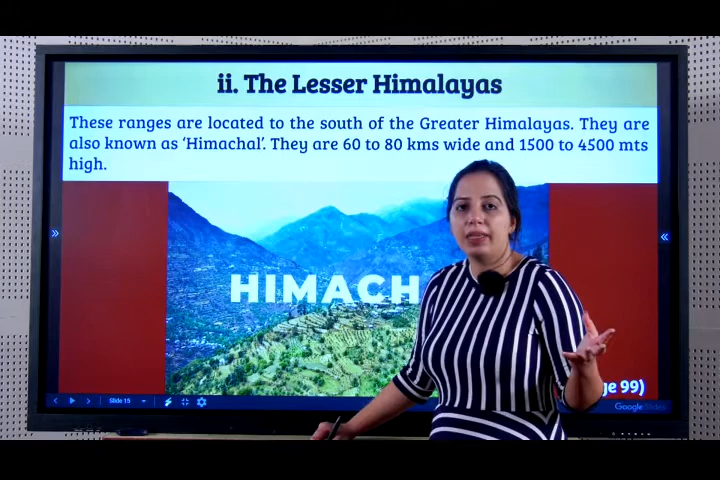 ii. The Lesser Himalayas
These ranges are located to the south of the Greater Himalayas. They are
also known as ‘Himachal’. They are 60 to 80 kms wide and 1500 to 4500 mts
high.
HIMACH
ge 99)
Slide 15
Google Slides